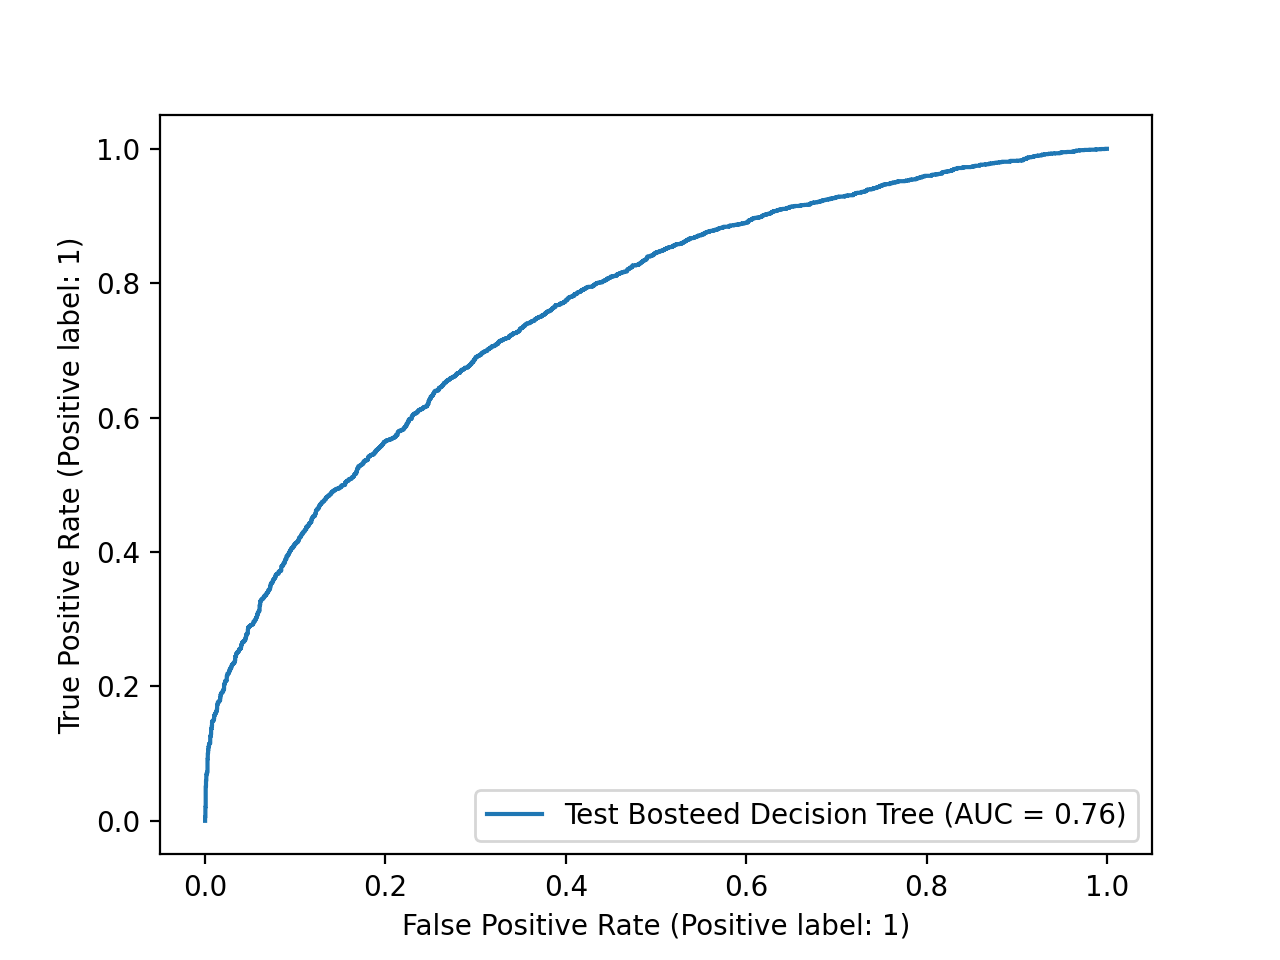 1.0
0.8
0.6
0.4
0.2
0.0
True Positive Rate (Positive label: 1)
Test Bosteed Decision Tree (AUC = 0.76)
0.0 0.2 0.4 0.6 0.8 1.0
False Positive Rate (Positive label: 1)